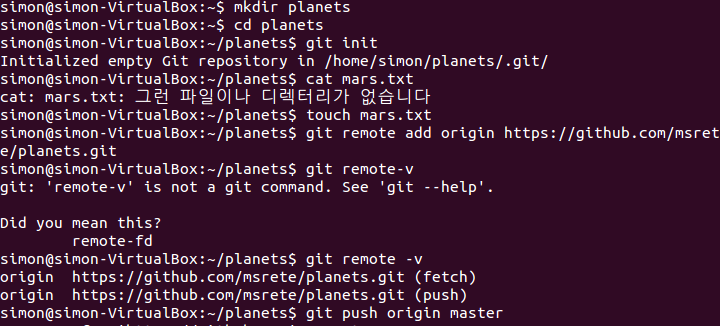 simon@simon-VirtualBox:~$ mkdir planets
simon@simon-VirtualBox:~$ cd planets
simon@simon-VirtualBox:~/planets$ git init
Initialized empty Git repository in /home/simon/planets/.git/
simon@simon-VirtualBox:~/planets$ cat mars.txt
cat: mars.txt: 그런 파일이나 디렉터리가 없습니다
simon@simon-VirtualBox:~/planets$ touch mars.txt
simon@simon-VirtualBox:~/planets$ git remote add origin https://github.com/msret
e/planets.git
simon@simon-VirtualBox:~/planets$ git remote-v
git: 'remote-v' is not a git command. See 'git --help'.
Did you mean this?
remote-fd
simon@simon-VirtualBox:~/planets$ git remote -v
origin  https://github.com/msrete/planets.git (fetch)
origin  https://github.com/msrete/planets.git (push)
simon@simon-VirtualBox:~/planets$ git push origin master